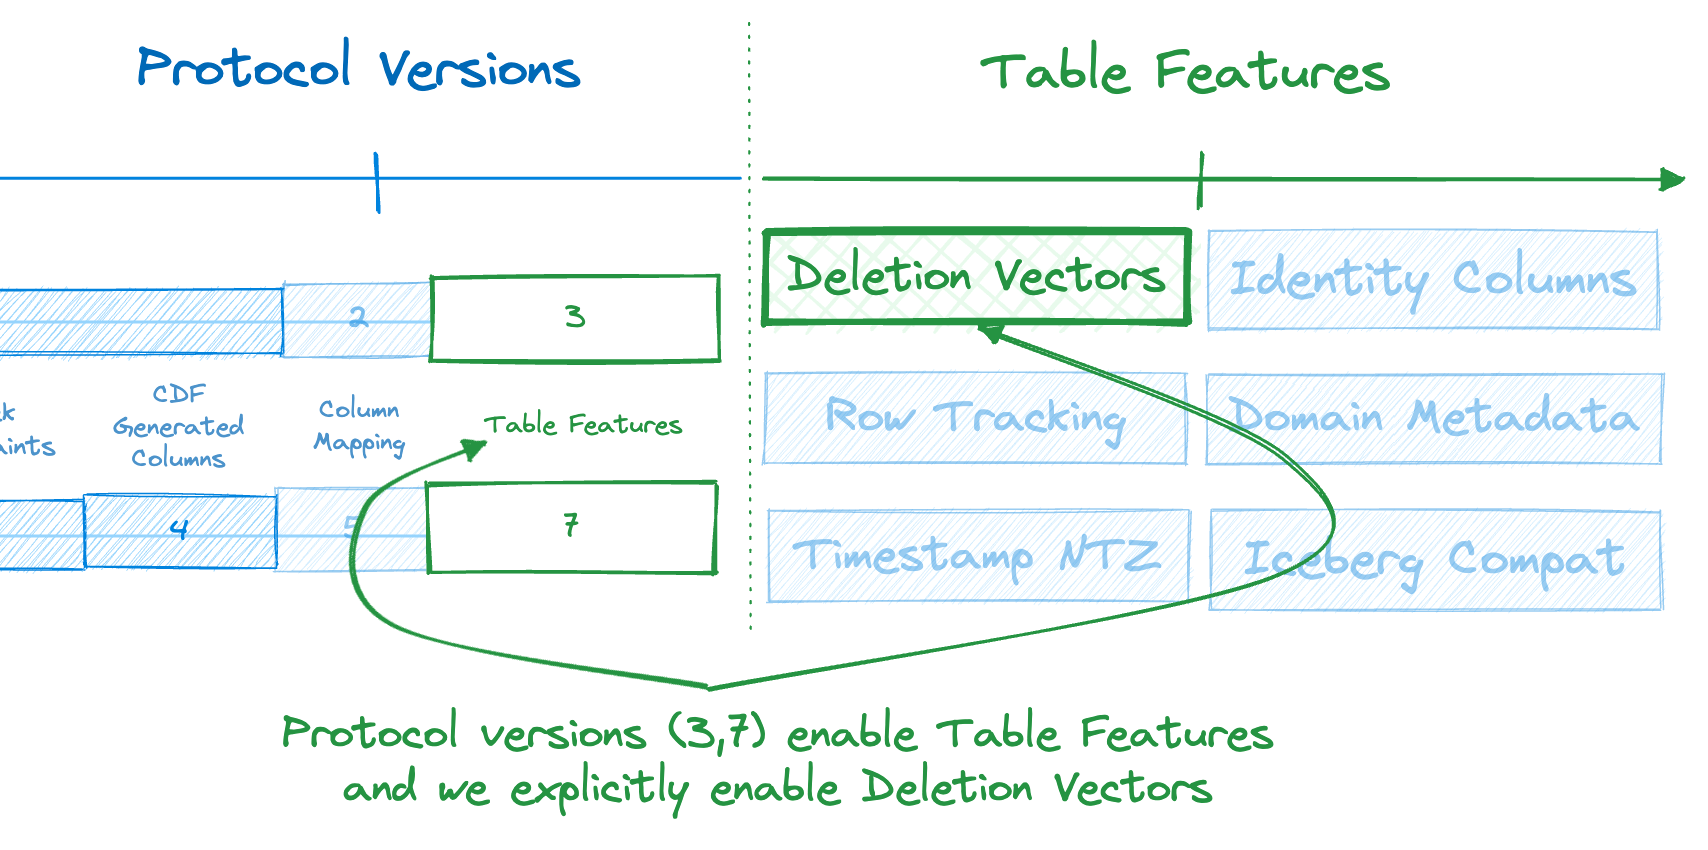 Protocol Versions
Table Features
2
3
CDF
Generated
Columns
Column
Mapping
Table Features
4
5
7
Deletion Vectors
Identity Columns
Row Tracking
Domain Metadata
Timestamp NTZ
Iceberg Compat
Protocol versions (3,7) enable Table Features
and we explicitly enable Deletion Vectors